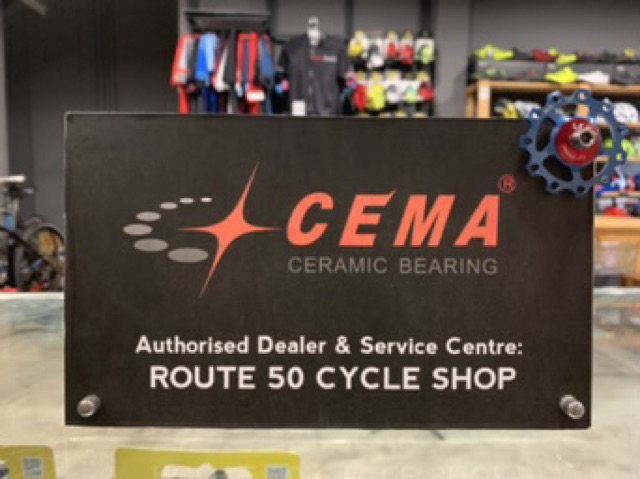 CEMA®
CERAMIC BEARING
Authorised Dealer & Service Centre:
ROUTE 50 CYCLE SHOP